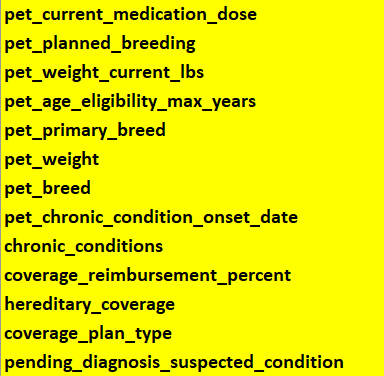 pet_current_medication_dose
pet_planned_breeding
pet_weight_current_lbs
pet_age_eligibility_max_years
pet_primary_breed
pet_weight
pet_breed
pet_chronic_condition_onset_date
chronic_conditions
coverage_reimbursement_percent
hereditary_coverage
coverage_plan_type
pending_diagnosis_suspected_condition